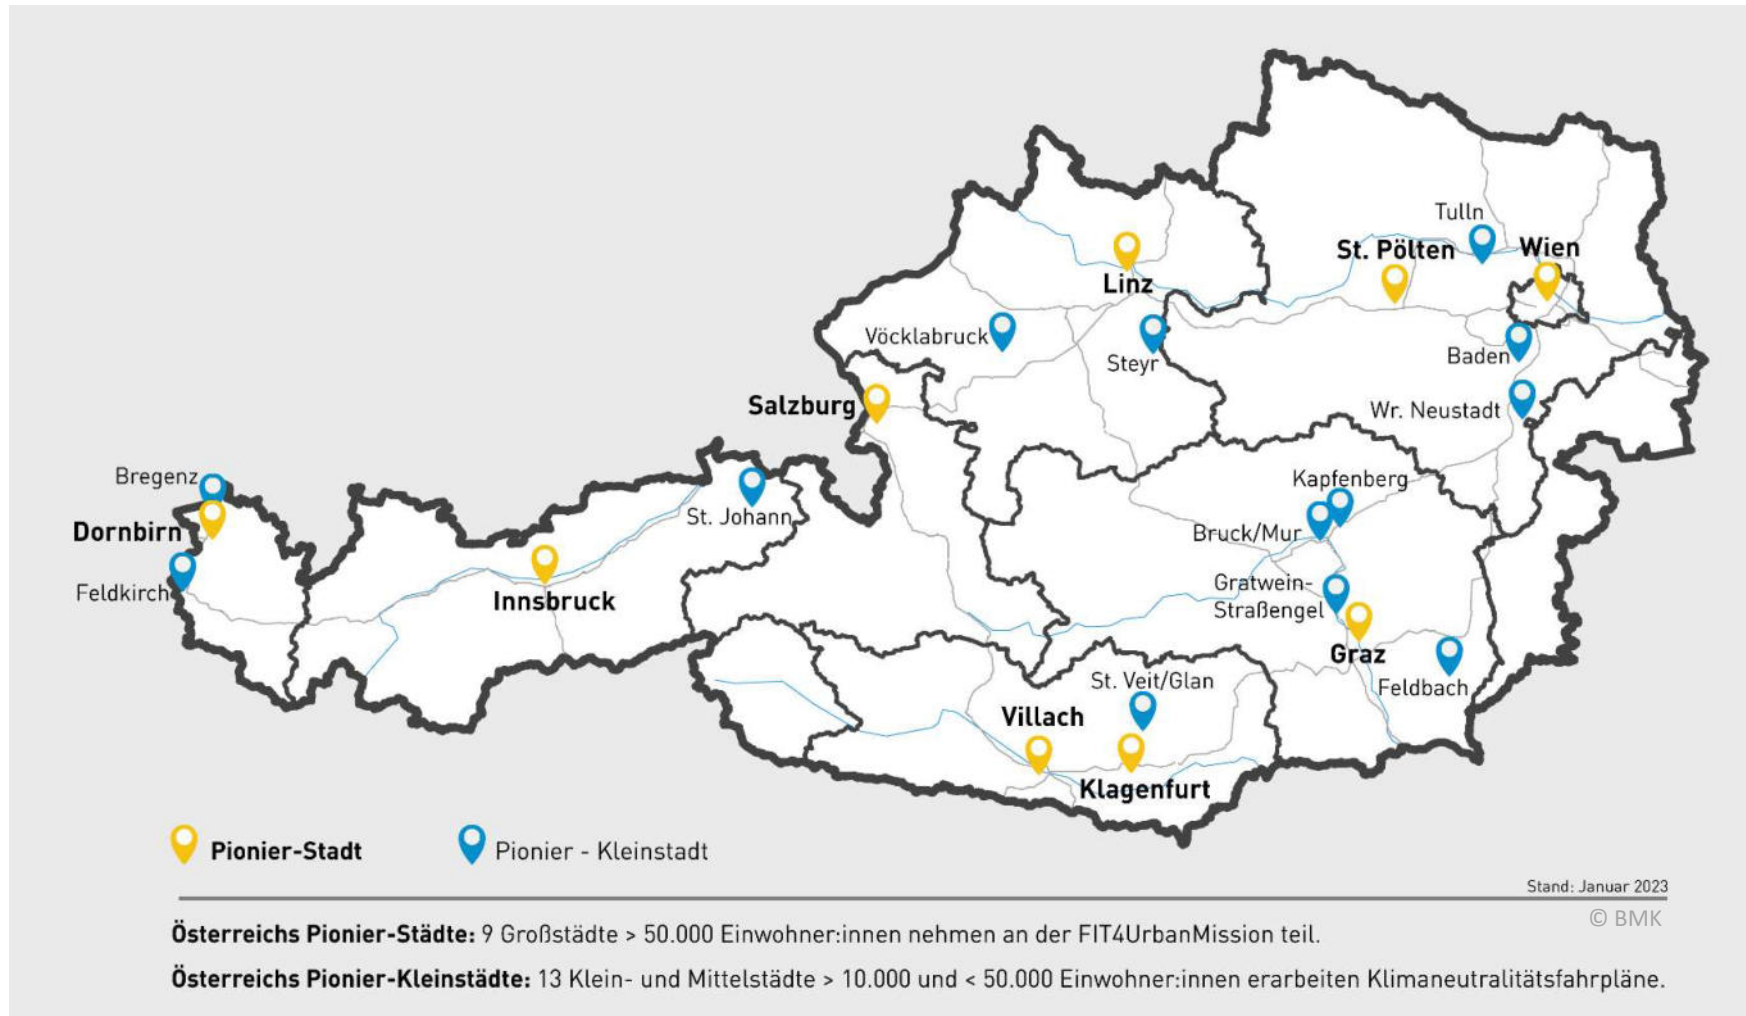 Tulln
St. Pölten
Wien
Linz
Vöcklabruck
Steyr
Baden
Salzburg
Wr. Neustadt
Bregenz
Kapfenberg
St. Johann
Dornbirn
Bruck/Mur
Feldkirch
Innsbruck
Gratwein-
Straßengel
Graz
St. Veit/Glan
Feldbach
Villach
Klagenfurt
Pionier-Stadt
Pionier - Kleinstadt
Stand: Januar 2023
© BMK
Österreichs Pionier-Städte: 9 Großstädte > 50.000 Einwohner:innen nehmen an der FIT4UrbanMission teil.
Österreichs Pionier-Kleinstädte: 13 Klein- und Mittelstädte > 10.000 und < 50.000 Einwohner:innen erarbeiten Klimaneutralitätsfahrpläne.